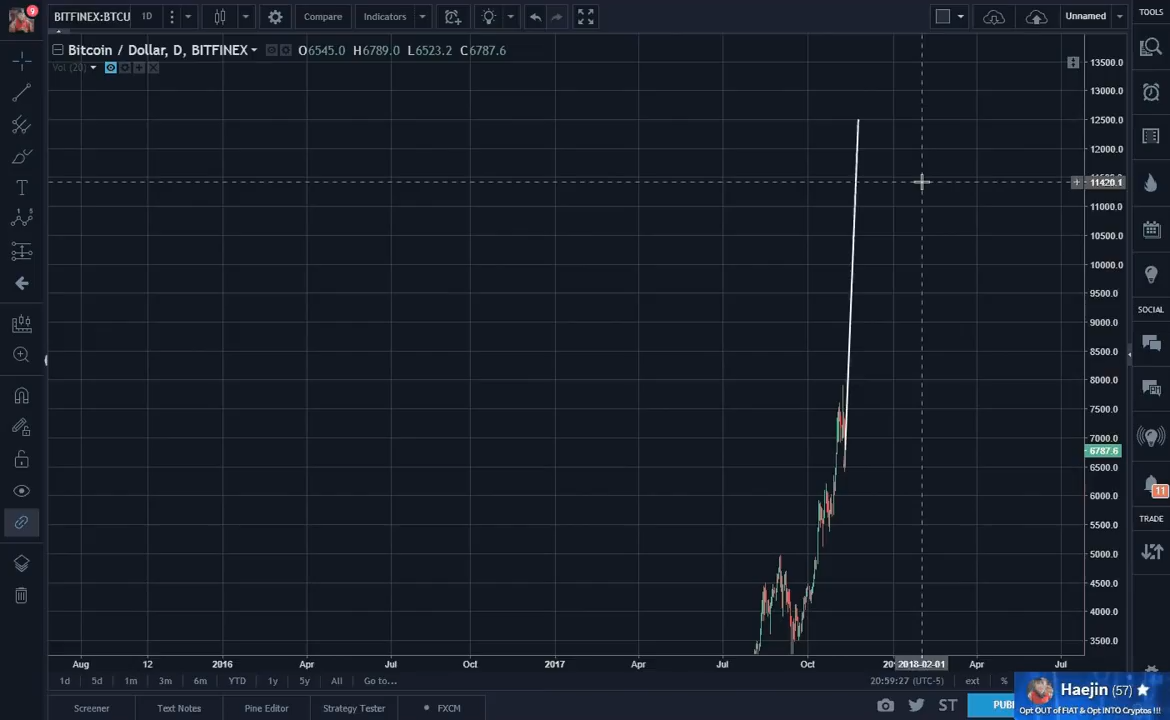 9
BITFINEX:BTCU 1D Compare Indicators Unnamed TOOLS
Bitcoin / Dollar, D, BITFINEX O6545.0 H6789.0 L6523.2 C6787.6
Vol (20)
13500.0
13000.0
12500.0
12000.0
11420.1
11000.0
10500.0
10000.0
9500.0
9000.0
8500.0
8000.0
7500.0
7000.0
6787.6
6500.0
6000.0
5500.0
5000.0
4500.0
4000.0
3500.0
SOCIAL
11
TRADE
Aug 12 2016 Apr Jul Oct 2017 Apr Jul Oct 2018-02-01 Apr Jul
1d 5d 1m 3m 6m YTD 1y 5y All Go to... 20:59:27 (UTC-5) ext %
Screener Text Notes Pine Editor Strategy Tester FXCM ST PUB
Haejin (57)
Opt OUT of FIAT & Opt INTO Cryptos !!!